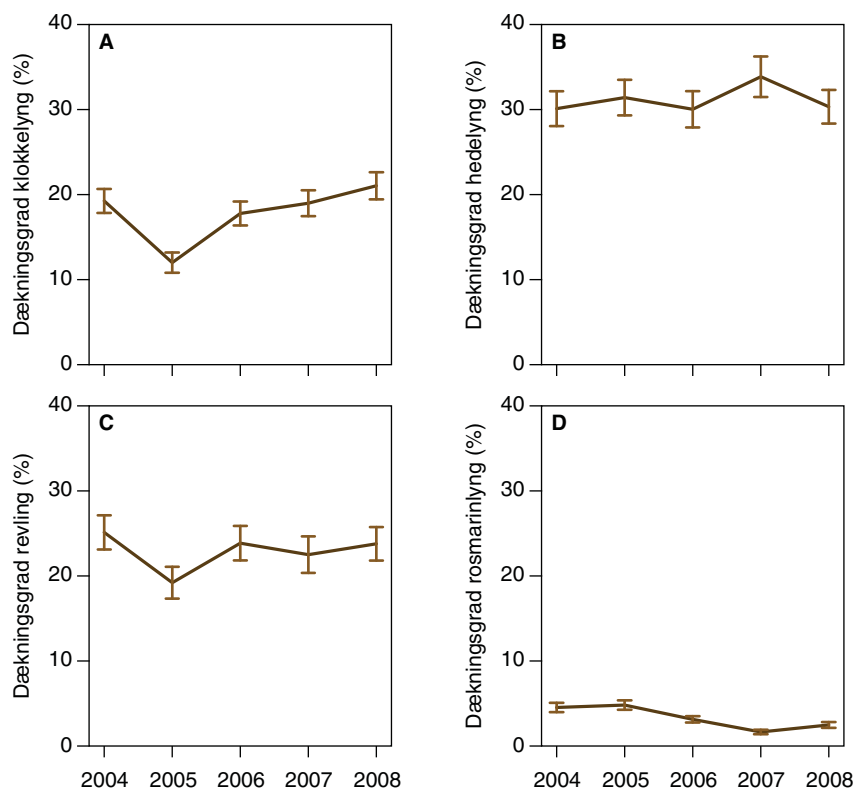 A
Dækningsgrad klokkelyng (%)
40
30
20
10
0
B
Dækningsgrad hedelyng (%)
40
30
20
10
0
C
Dækningsgrad revling (%)
40
30
20
10
0
2004 2005 2006 2007 2008
D
Dækningsgrad rosmarinlyng (%)
40
30
20
10
0
2004 2005 2006 2007 2008